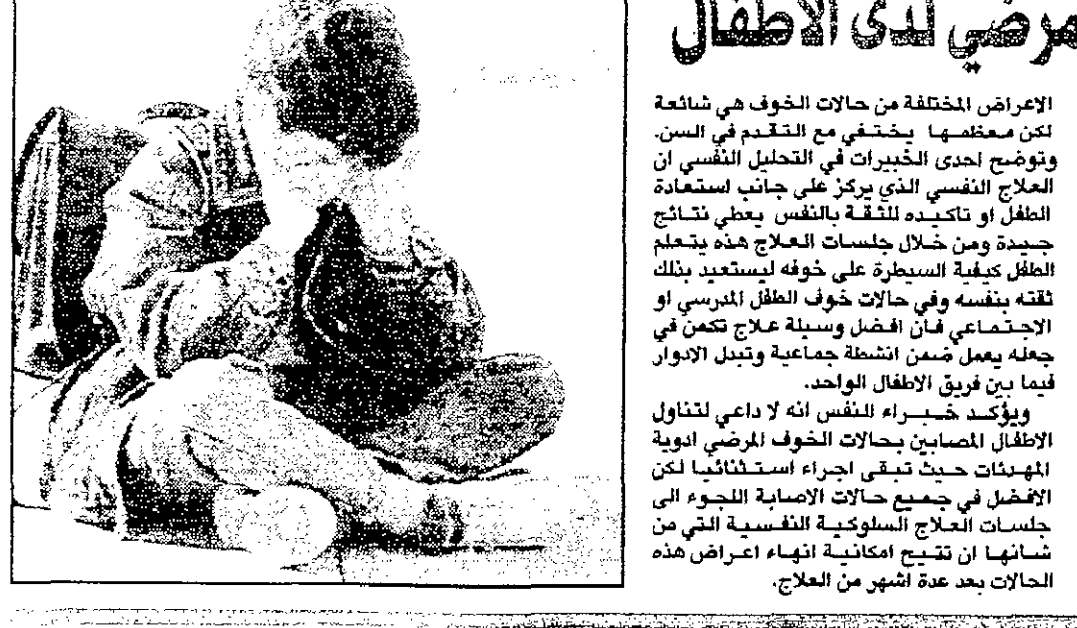 مرضي لدى الاطفال
الاعراض المختلفة من حالات الخوف هي شائعة
لكن معظمها يختفي مع التقدم في السن.
وتوضح احدى الخبيرات في التحليل النفسي ان
العلاج النفسي الذي يركز على جانب استعادة
الطفل او تاكيده للثقة بالنفس يعطي نتائج
جيدة ومن خلال جلسات العلاج هذه يتعلم
الطفل كيفية السيطرة على خوفه ليستعيد بذلك
ثقته بنفسه وفي حالات خوف الطفل المدرسي او
الاجتماعي فان افضل وسيلة علاج تكمن في
جعله يعمل ضمن انشطة جماعية وتبدل الادوار
فيما بين فريق الاطفال الواحد.
ويؤكد خبراء النفس انه لا داعي لتناول
الاطفال المصابين بحالات الخوف المرضي ادوية
المهدئات حيث تبقى اجراء استثنائيا لكن
الافضل في جميع حالات الاصابة اللجوء الى
جلسات العلاج السلوكية النفسية التي من
شانها ان تتيح امكانية انهاء اعراض هذه
الحالات بعد عدة اشهر من العلاج.